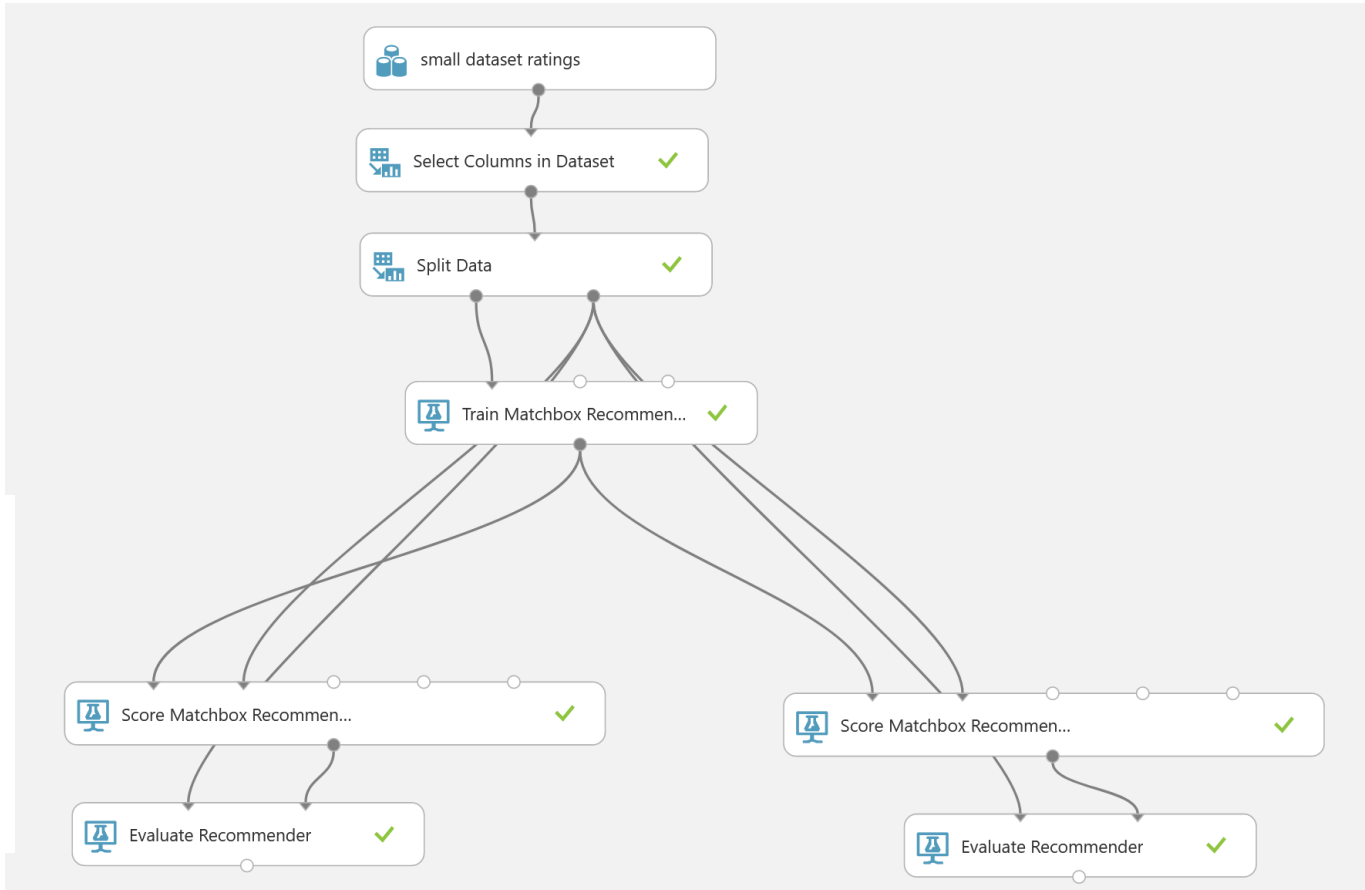 small dataset ratings
Select Columns in Dataset
Split Data
Train Matchbox Recommen...
Score Matchbox Recommen...
Score Matchbox Recommen...
Evaluate Recommender
Evaluate Recommender